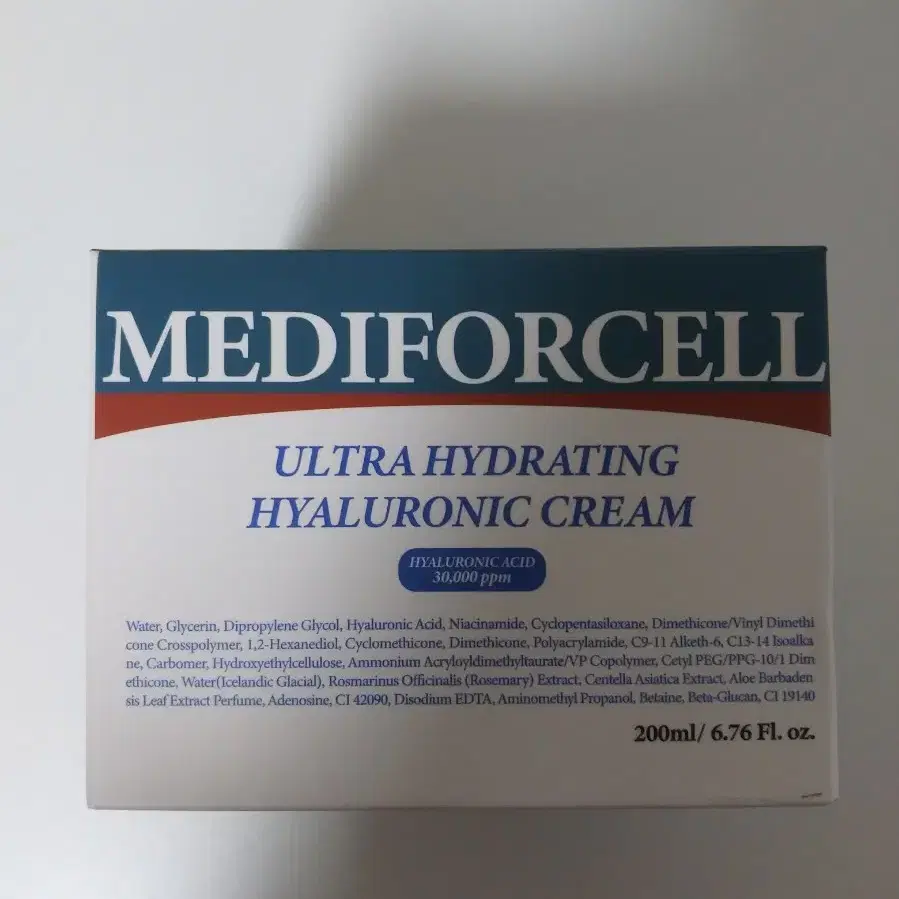 MEDIFORCELL
ULTRA HYDRATING
HYALURONIC CREAM
HYALURONIC ACID
30,000 ppm
Water, Glycerin, Dipropylene Glycol, Hyaluronic Acid, Niacinamide, Cyclopentasiloxane, Dimethicone/Vinyl Dimethi
cone Crosspolymer, 1,2-Hexanediol, Cyclomethicone, Dimethicone, Polyacrylamide, C9-11 Alketh-6, C13-14 Isoalka
ne, Carbomer, Hydroxyethylcellulose, Ammonium Acryloyldimethyltaurate/VP Copolymer, Cetyl PEG/PPG-10/1 Dim
ethicone, Water(Icelandic Glacial), Rosmarinus Officinalis (Rosemary) Extract, Centella Asiatica Extract, Aloe Barbaden
sis Leaf Extract Perfume, Adenosine, CI 42090, Disodium EDTA, Aminomethyl Propanol, Betaine, Beta-Glucan, CI 19140
200ml/ 6.76 Fl. oz.